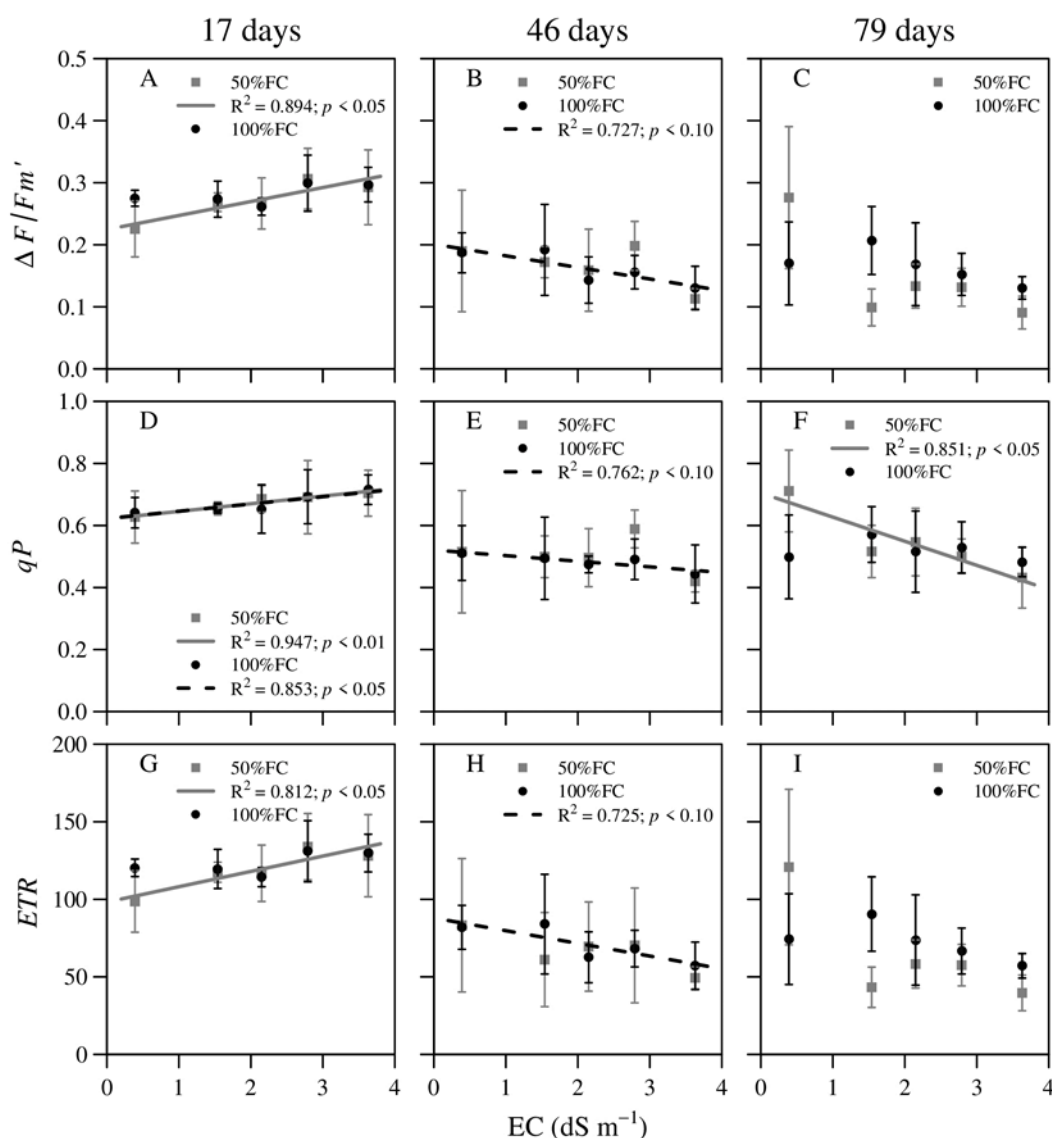 17 days
46 days
79 days
ΔF/Fm′
0.5
0.4
0.3
0.2
0.1
0.0
A
50%FC
R² = 0.894; p < 0.05
100%FC
B
50%FC
100%FC
R² = 0.727; p < 0.10
C
50%FC
100%FC
qP
1.0
0.8
0.6
0.4
0.2
0.0
D
50%FC
R² = 0.947; p < 0.01
100%FC
R² = 0.853; p < 0.05
E
50%FC
100%FC
R² = 0.762; p < 0.10
F
50%FC
R² = 0.851; p < 0.05
100%FC
ETR
200
150
100
50
0
G
50%FC
R² = 0.812; p < 0.05
100%FC
H
50%FC
100%FC
R² = 0.725; p < 0.10
I
50%FC
100%FC
0 1 2 3 4
0 1 2 3 4
0 1 2 3 4
EC (dS m⁻¹)